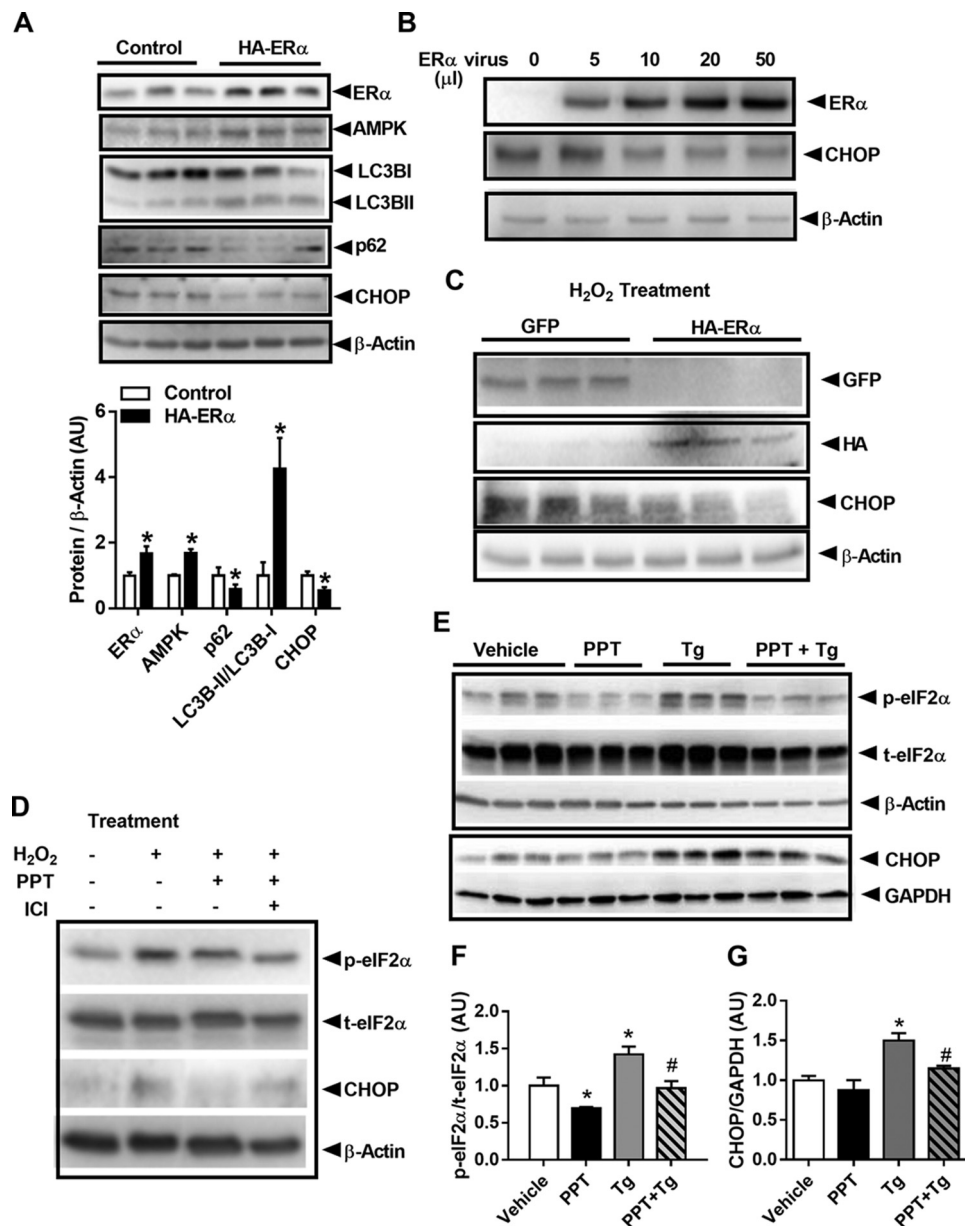 A
Control HA-ERα
ERα
AMPK
LC3BI
LC3BII
p62
CHOP
β-Actin
Control
HA-ERα
Protein / β-Actin (AU)
6
4
2
0
* * * * *
ERα AMPK p62 LC3B-II/LC3B-I CHOP
B
ERα virus 0 5 10 20 50
(μl)
ERα
CHOP
β-Actin
C
H₂O₂ Treatment
GFP HA-ERα
GFP
HA
CHOP
β-Actin
D
Treatment
H₂O₂ - + + +
PPT - - + +
ICI - - - +
p-eIF2α
t-eIF2α
CHOP
β-Actin
E
Vehicle PPT Tg PPT + Tg
p-eIF2α
t-eIF2α
β-Actin
CHOP
GAPDH
F
p-eIF2α/t-eIF2α (AU)
2.0
1.5
1.0
0.5
0.0
* * #
Vehicle PPT Tg PPT+Tg
G
CHOP/GAPDH (AU)
2.0
1.5
1.0
0.5
0.0
* #
Vehicle PPT Tg PPT+Tg